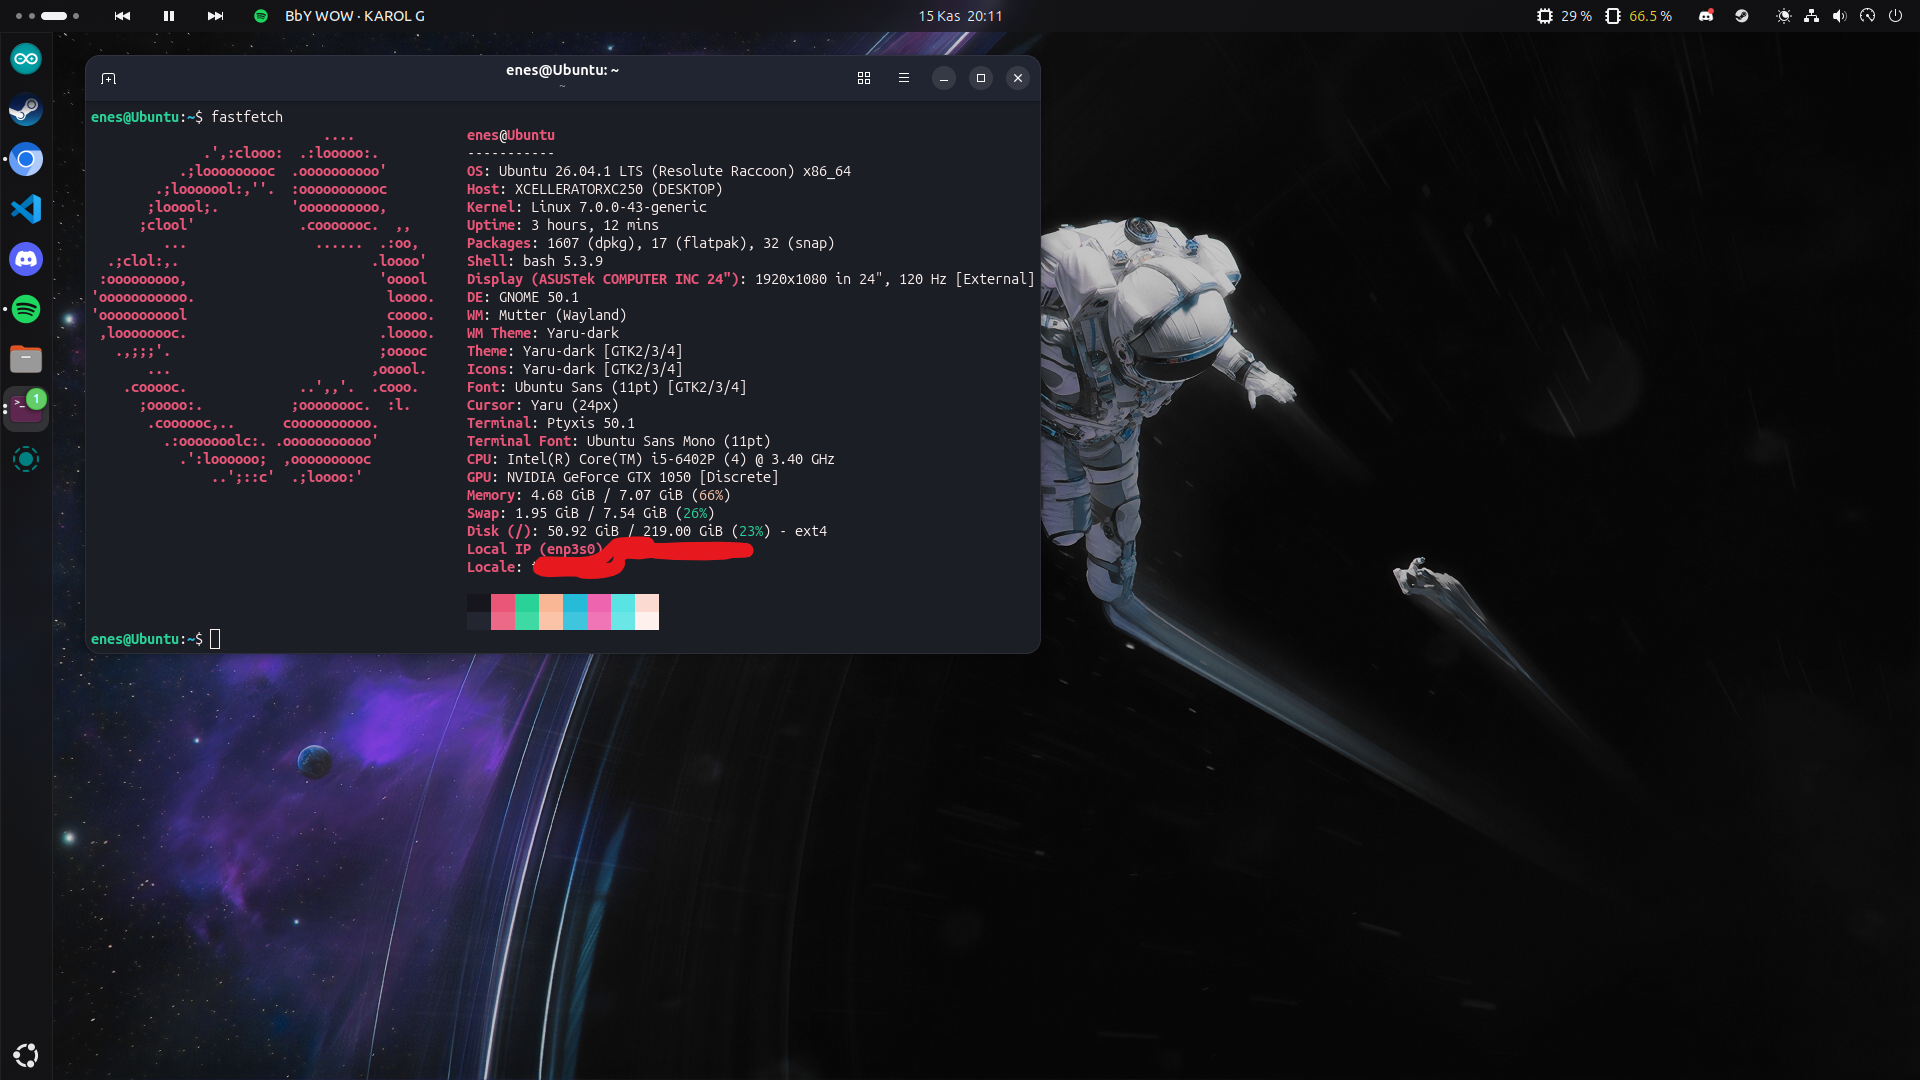 BbY WOW · KAROL G
15 Kas 20:11
29 %
66.5 %
enes@Ubuntu: ~
~
enes@Ubuntu:~$ fastfetch
enes@Ubuntu
-----------
OS: Ubuntu 26.04.1 LTS (Resolute Raccoon) x86_64
Host: XCELLERATORXC250 (DESKTOP)
Kernel: Linux 7.0.0-43-generic
Uptime: 3 hours, 12 mins
Packages: 1607 (dpkg), 17 (flatpak), 32 (snap)
Shell: bash 5.3.9
Display (ASUSTek COMPUTER INC 24"): 1920x1080 in 24", 120 Hz [External]
DE: GNOME 50.1
WM: Mutter (Wayland)
WM Theme: Yaru-dark
Theme: Yaru-dark [GTK2/3/4]
Icons: Yaru-dark [GTK2/3/4]
Font: Ubuntu Sans (11pt) [GTK2/3/4]
Cursor: Yaru (24px)
Terminal: Ptyxis 50.1
Terminal Font: Ubuntu Sans Mono (11pt)
CPU: Intel(R) Core(TM) i5-6402P (4) @ 3.40 GHz
GPU: NVIDIA GeForce GTX 1050 [Discrete]
Memory: 4.68 GiB / 7.07 GiB (66%)
Swap: 1.95 GiB / 7.54 GiB (26%)
Disk (/): 50.92 GiB / 219.00 GiB (23%) - ext4
Local IP (enp3s0)
Locale:
enes@Ubuntu:~$
1